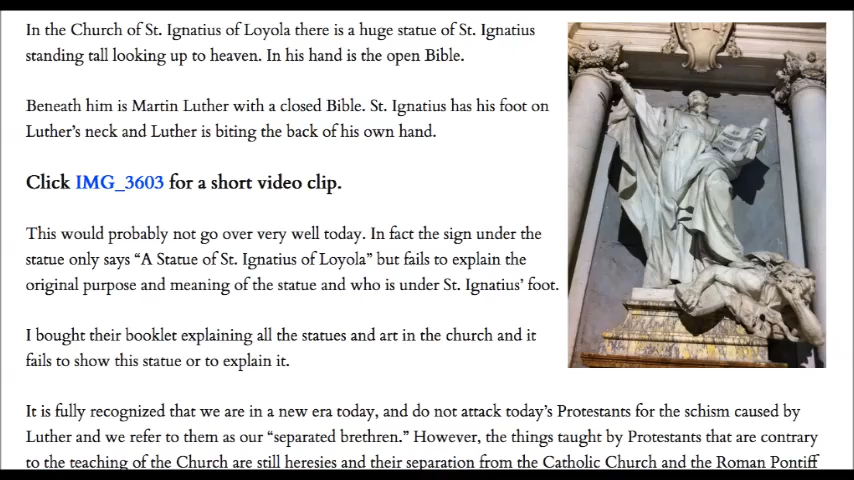 In the Church of St. Ignatius of Loyola there is a huge statue of St. Ignatius
standing tall looking up to heaven. In his hand is the open Bible.
Beneath him is Martin Luther with a closed Bible. St. Ignatius has his foot on
Luther's neck and Luther is biting the back of his own hand.
Click IMG_3603 for a short video clip.
This would probably not go over very well today. In fact the sign under the
statue only says “A Statue of St. Ignatius of Loyola” but fails to explain the
original purpose and meaning of the statue and who is under St. Ignatius’ foot.
I bought their booklet explaining all the statues and art in the church and it
fails to show this statue or to explain it.
It is fully recognized that we are in a new era today, and do not attack today’s Protestants for the schism caused by
Luther and we refer to them as our “separated brethren.” However, the things taught by Protestants that are contrary
to the teaching of the Church are still heresies and their separation from the Catholic Church and the Roman Pontiff